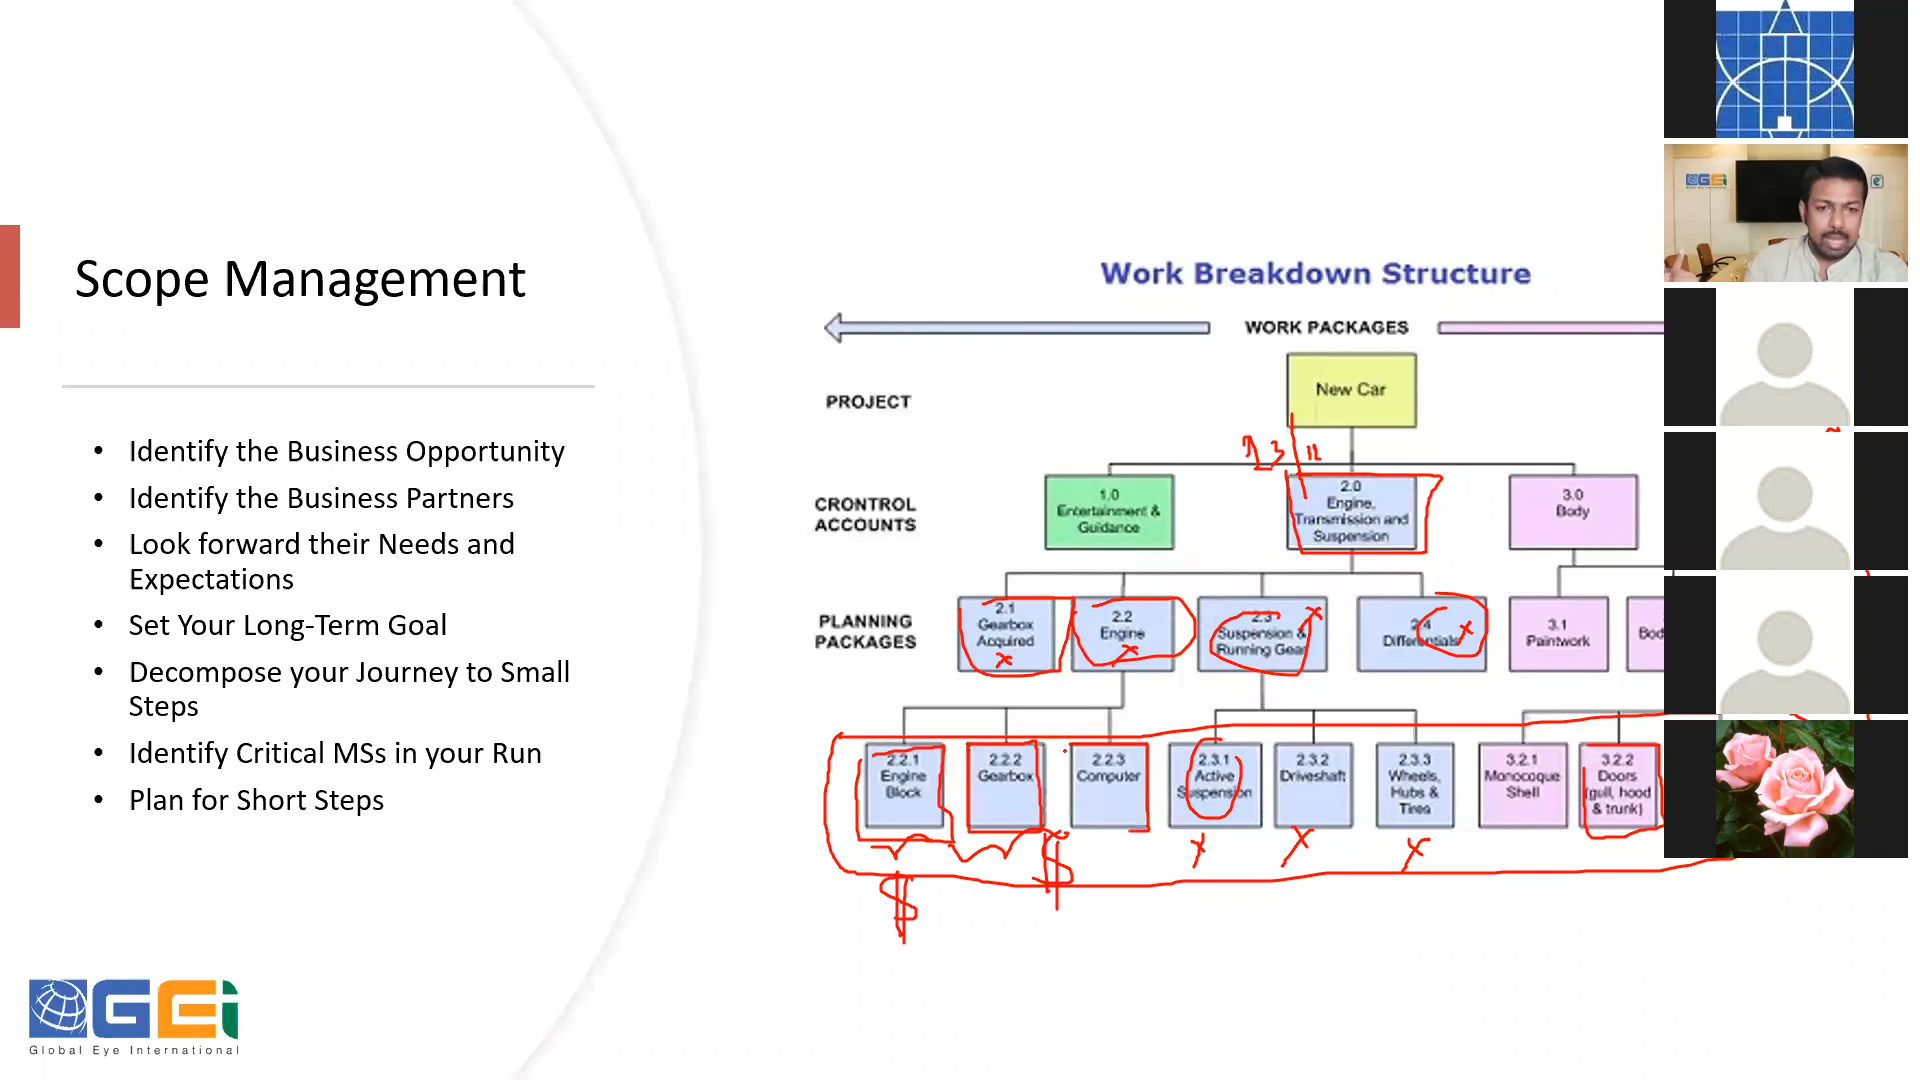 Scope Management
• Identify the Business Opportunity
• Identify the Business Partners
• Look forward their Needs and
Expectations
• Set Your Long-Term Goal
• Decompose your Journey to Small
Steps
• Identify Critical MSs in your Run
• Plan for Short Steps
GEi
Global Eye International
Work Breakdown Structure
WORK PACKAGES
PROJECT
New Car
CRONTROL
ACCOUNTS
1.0
Entertainment &
Guidance
2.0
Engine,
Transmission and
Suspension
3.0
Body
PLANNING
PACKAGES
2.1
Gearbox
Acquired
2.2
Engine
2.3
Suspension &
Running Gear
2.4
Differentials
3.1
Paintwork
2.2.1
Engine
Block
2.2.2
Gearbox
2.2.3
Computer
2.3.1
Active
Suspension
2.3.2
Driveshaft
2.3.3
Wheels,
Hubs &
Tires
3.2.1
Monocoque
Shell
3.2.2
Doors
(gull, hood
& trunk)
$
$
GEi